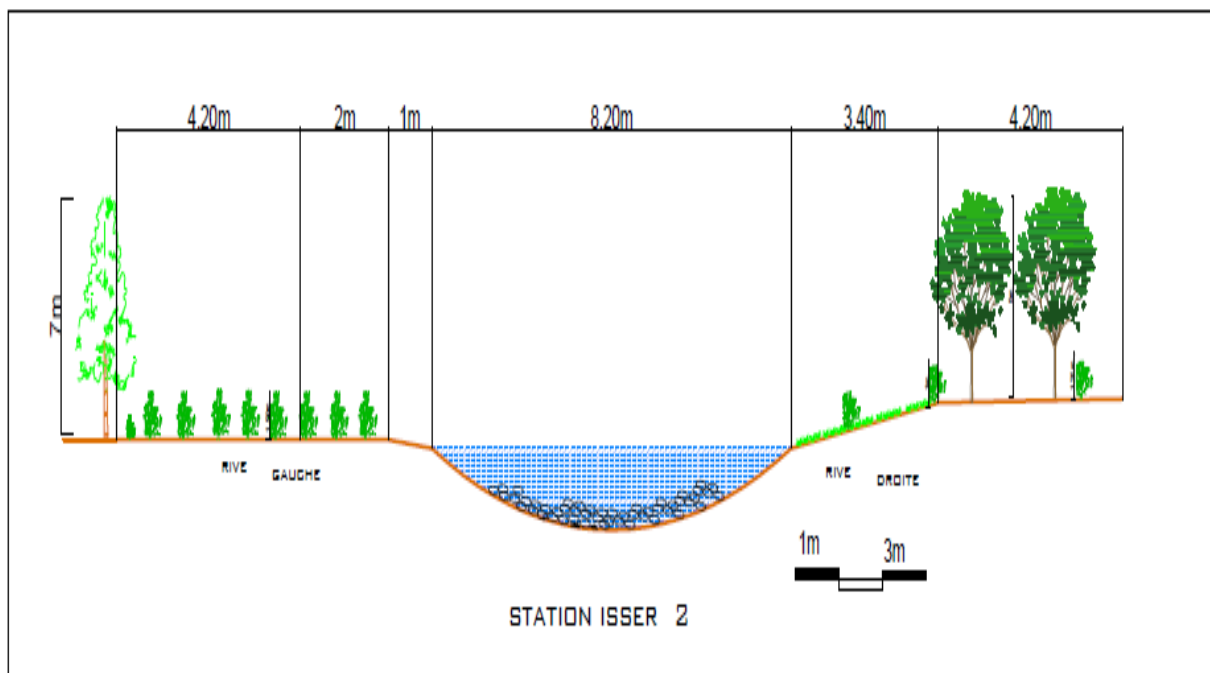 4.20m 2m 1m 8.20m 3.40m 4.20m
7m
RIVE GAUCHE
RIVE DROITE
1m 3m
STATION ISSER 2